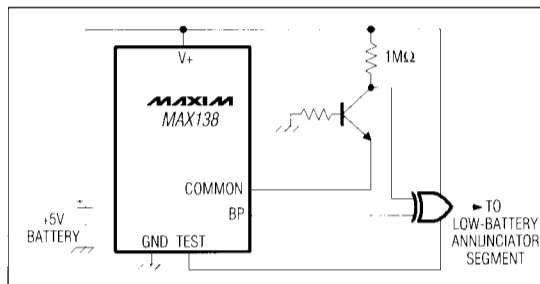 V+
1MΩ
MAXIM
MAX138
COMMON
BP
+5V
BATTERY
GND TEST
TO
LOW-BATTERY
ANNUNCIATOR
SEGMENT